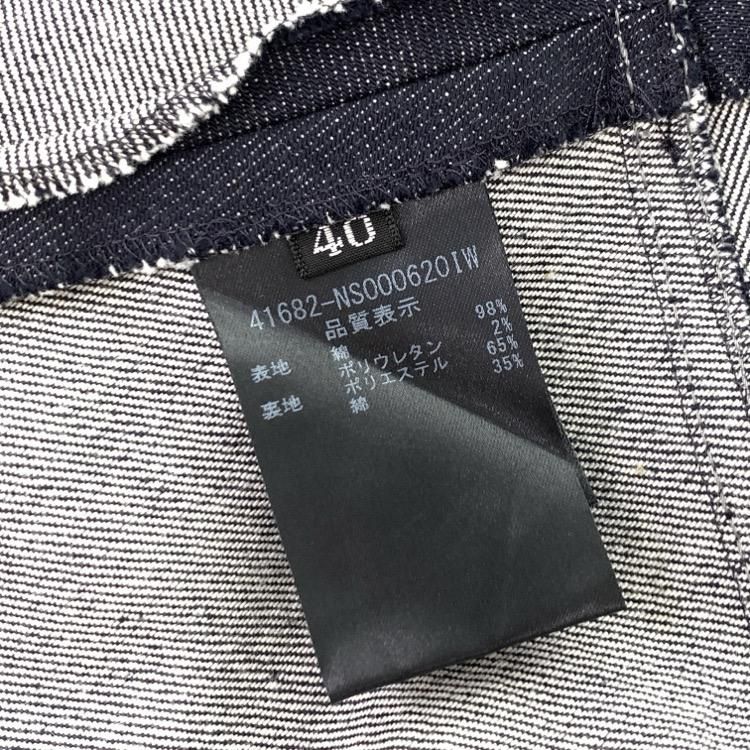 40
41682-NS000620IW
品質表示
表地 綿 98%
ポリウレタン 2%
裏地 ポリエステル 65%
綿 35%